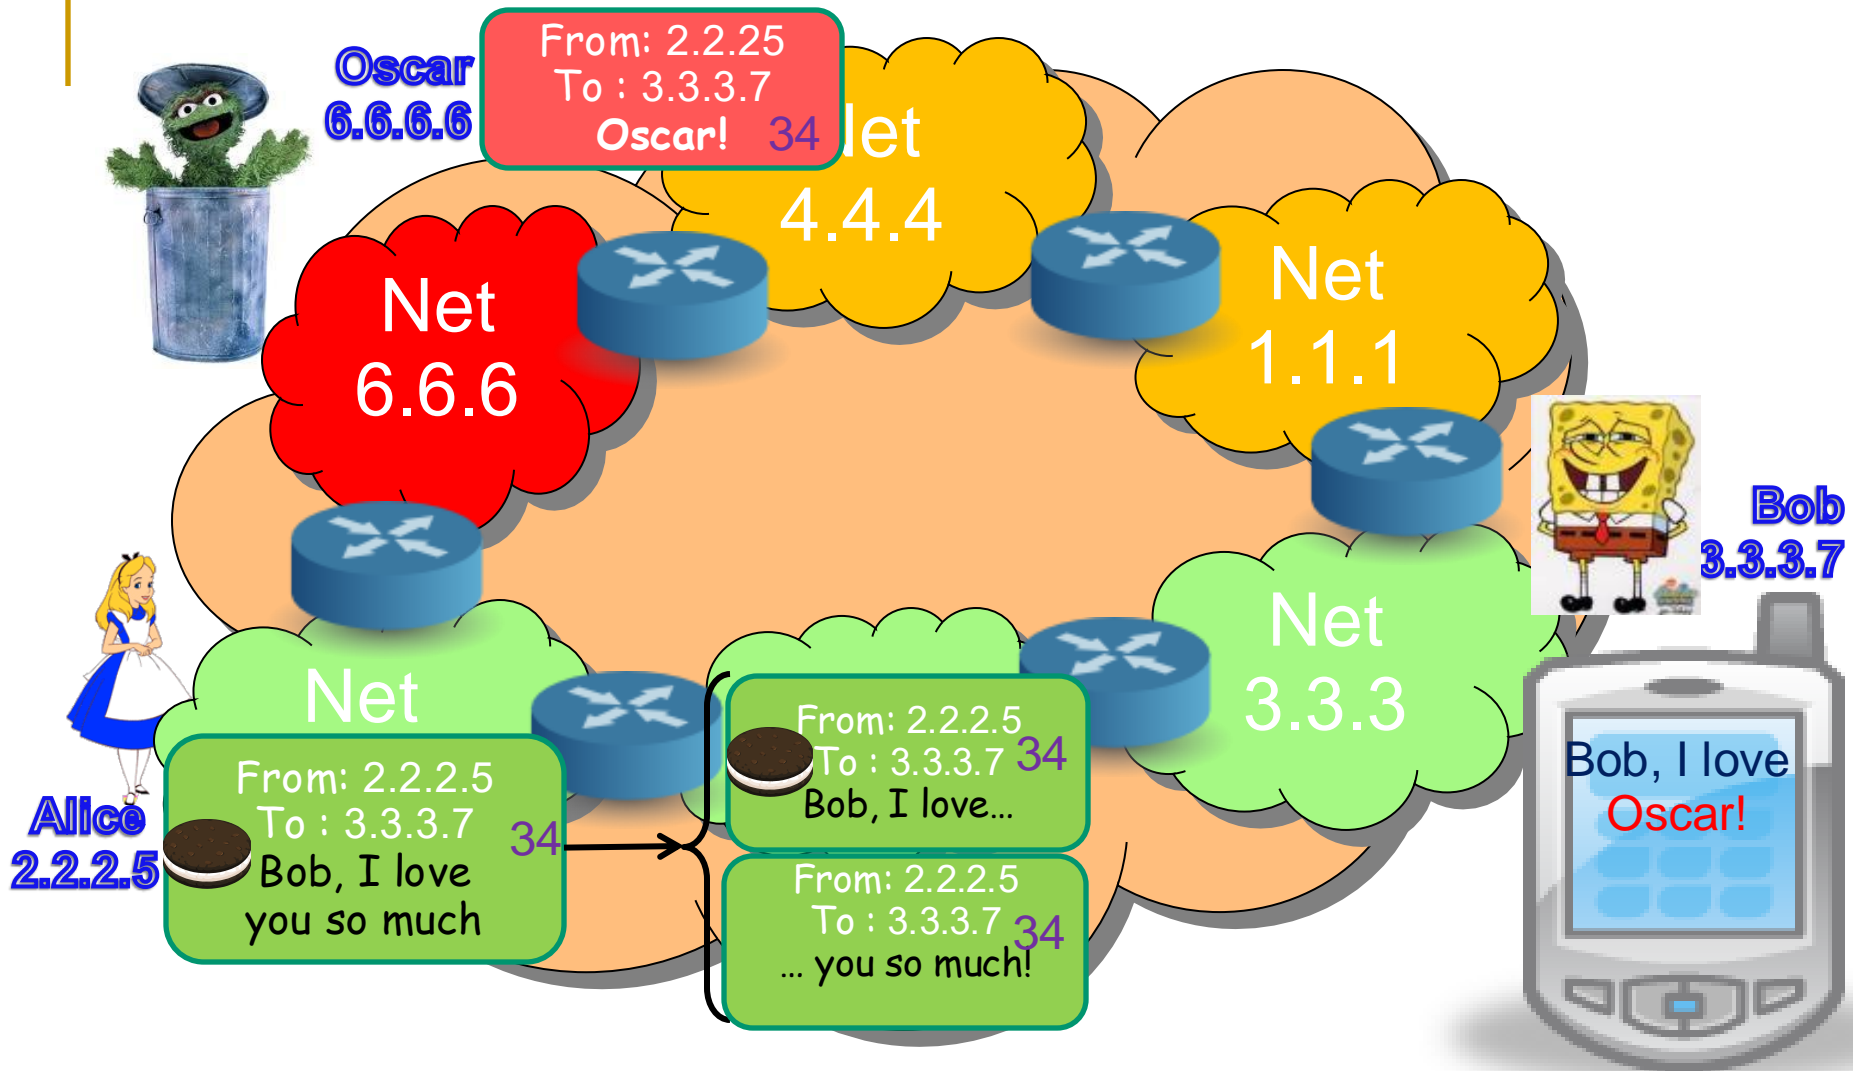 Oscar
6.6.6.6
From: 2.2.25
To : 3.3.3.7
Oscar! 34
let
4.4.4
Net
6.6.6
Net
1.1.1
Bob
3.3.3.7
Net
3.3.3
Net
Alice
2.2.2.5
From: 2.2.2.5
To : 3.3.3.7
34
Bob, I love
you so much
From: 2.2.2.5
To : 3.3.3.7 34
Bob, I love...
From: 2.2.2.5
To : 3.3.3.7 34
... you so much!
Bob, I love
Oscar!